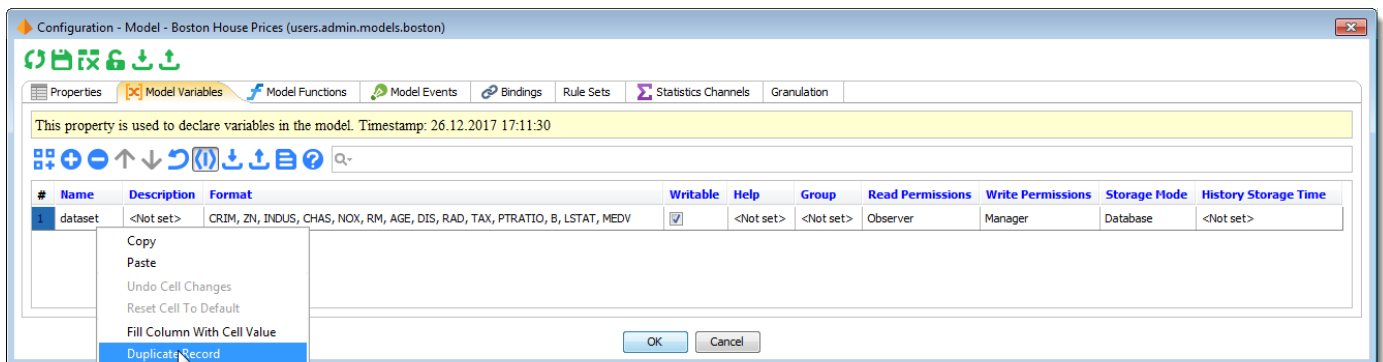 Configuration - Model - Boston House Prices (users.admin.models.boston)
Properties Model Variables Model Functions Model Events Bindings Rule Sets Statistics Channels Granulation
This property is used to declare variables in the model. Timestamp: 26.12.2017 17:11:30
# Name Description Format Writable Help Group Read Permissions Write Permissions Storage Mode History Storage Time
1 dataset <Not set> CRIM, ZN, INDUS, CHAS, NOX, RM, AGE, DIS, RAD, TAX, PTRATIO, B, LSTAT, MEDV <Not set> <Not set> Observer Manager Database <Not set>
Copy
Paste
Undo Cell Changes
Reset Cell To Default
Fill Column With Cell Value
Duplicate Record
OK Cancel